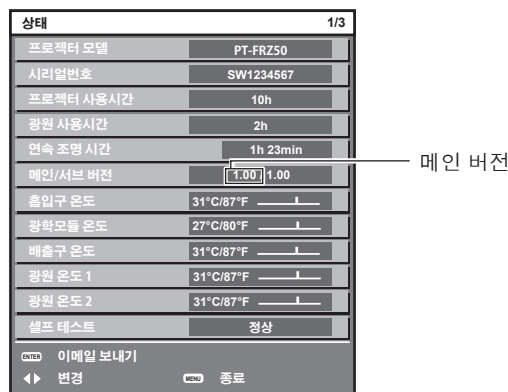 상태 1/3
프로젝터 모델 PT-FRZ50
시리얼번호 SW1234567
프로젝터 사용시간 10h
광원 사용시간 2h
연속 조명 시간 1h 23min
메인/서브 버전 1.00 / 1.00 메인 버전
흡입구 온도 31°C/87°F
광학모듈 온도 27°C/80°F
배출구 온도 31°C/87°F
광원 온도 1 31°C/87°F
광원 온도 2 31°C/87°F
셀프 테스트 정상
ENTER 이메일 보내기
변경 MENU 종료